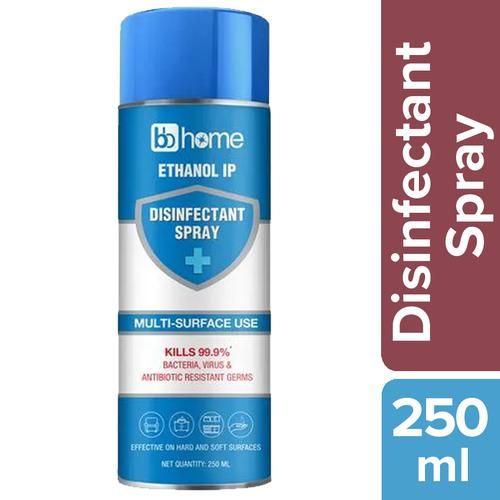 bb home
ETHANOL IP
DISINFECTANT
SPRAY
MULTI-SURFACE USE
KILLS 99.9%*
BACTERIA, VIRUS &
ANTIBIOTIC RESISTANT GERMS
EFFECTIVE ON HARD AND SOFT SURFACES
NET QUANTITY: 250 ML
Disinfectant
Spray
250
ml